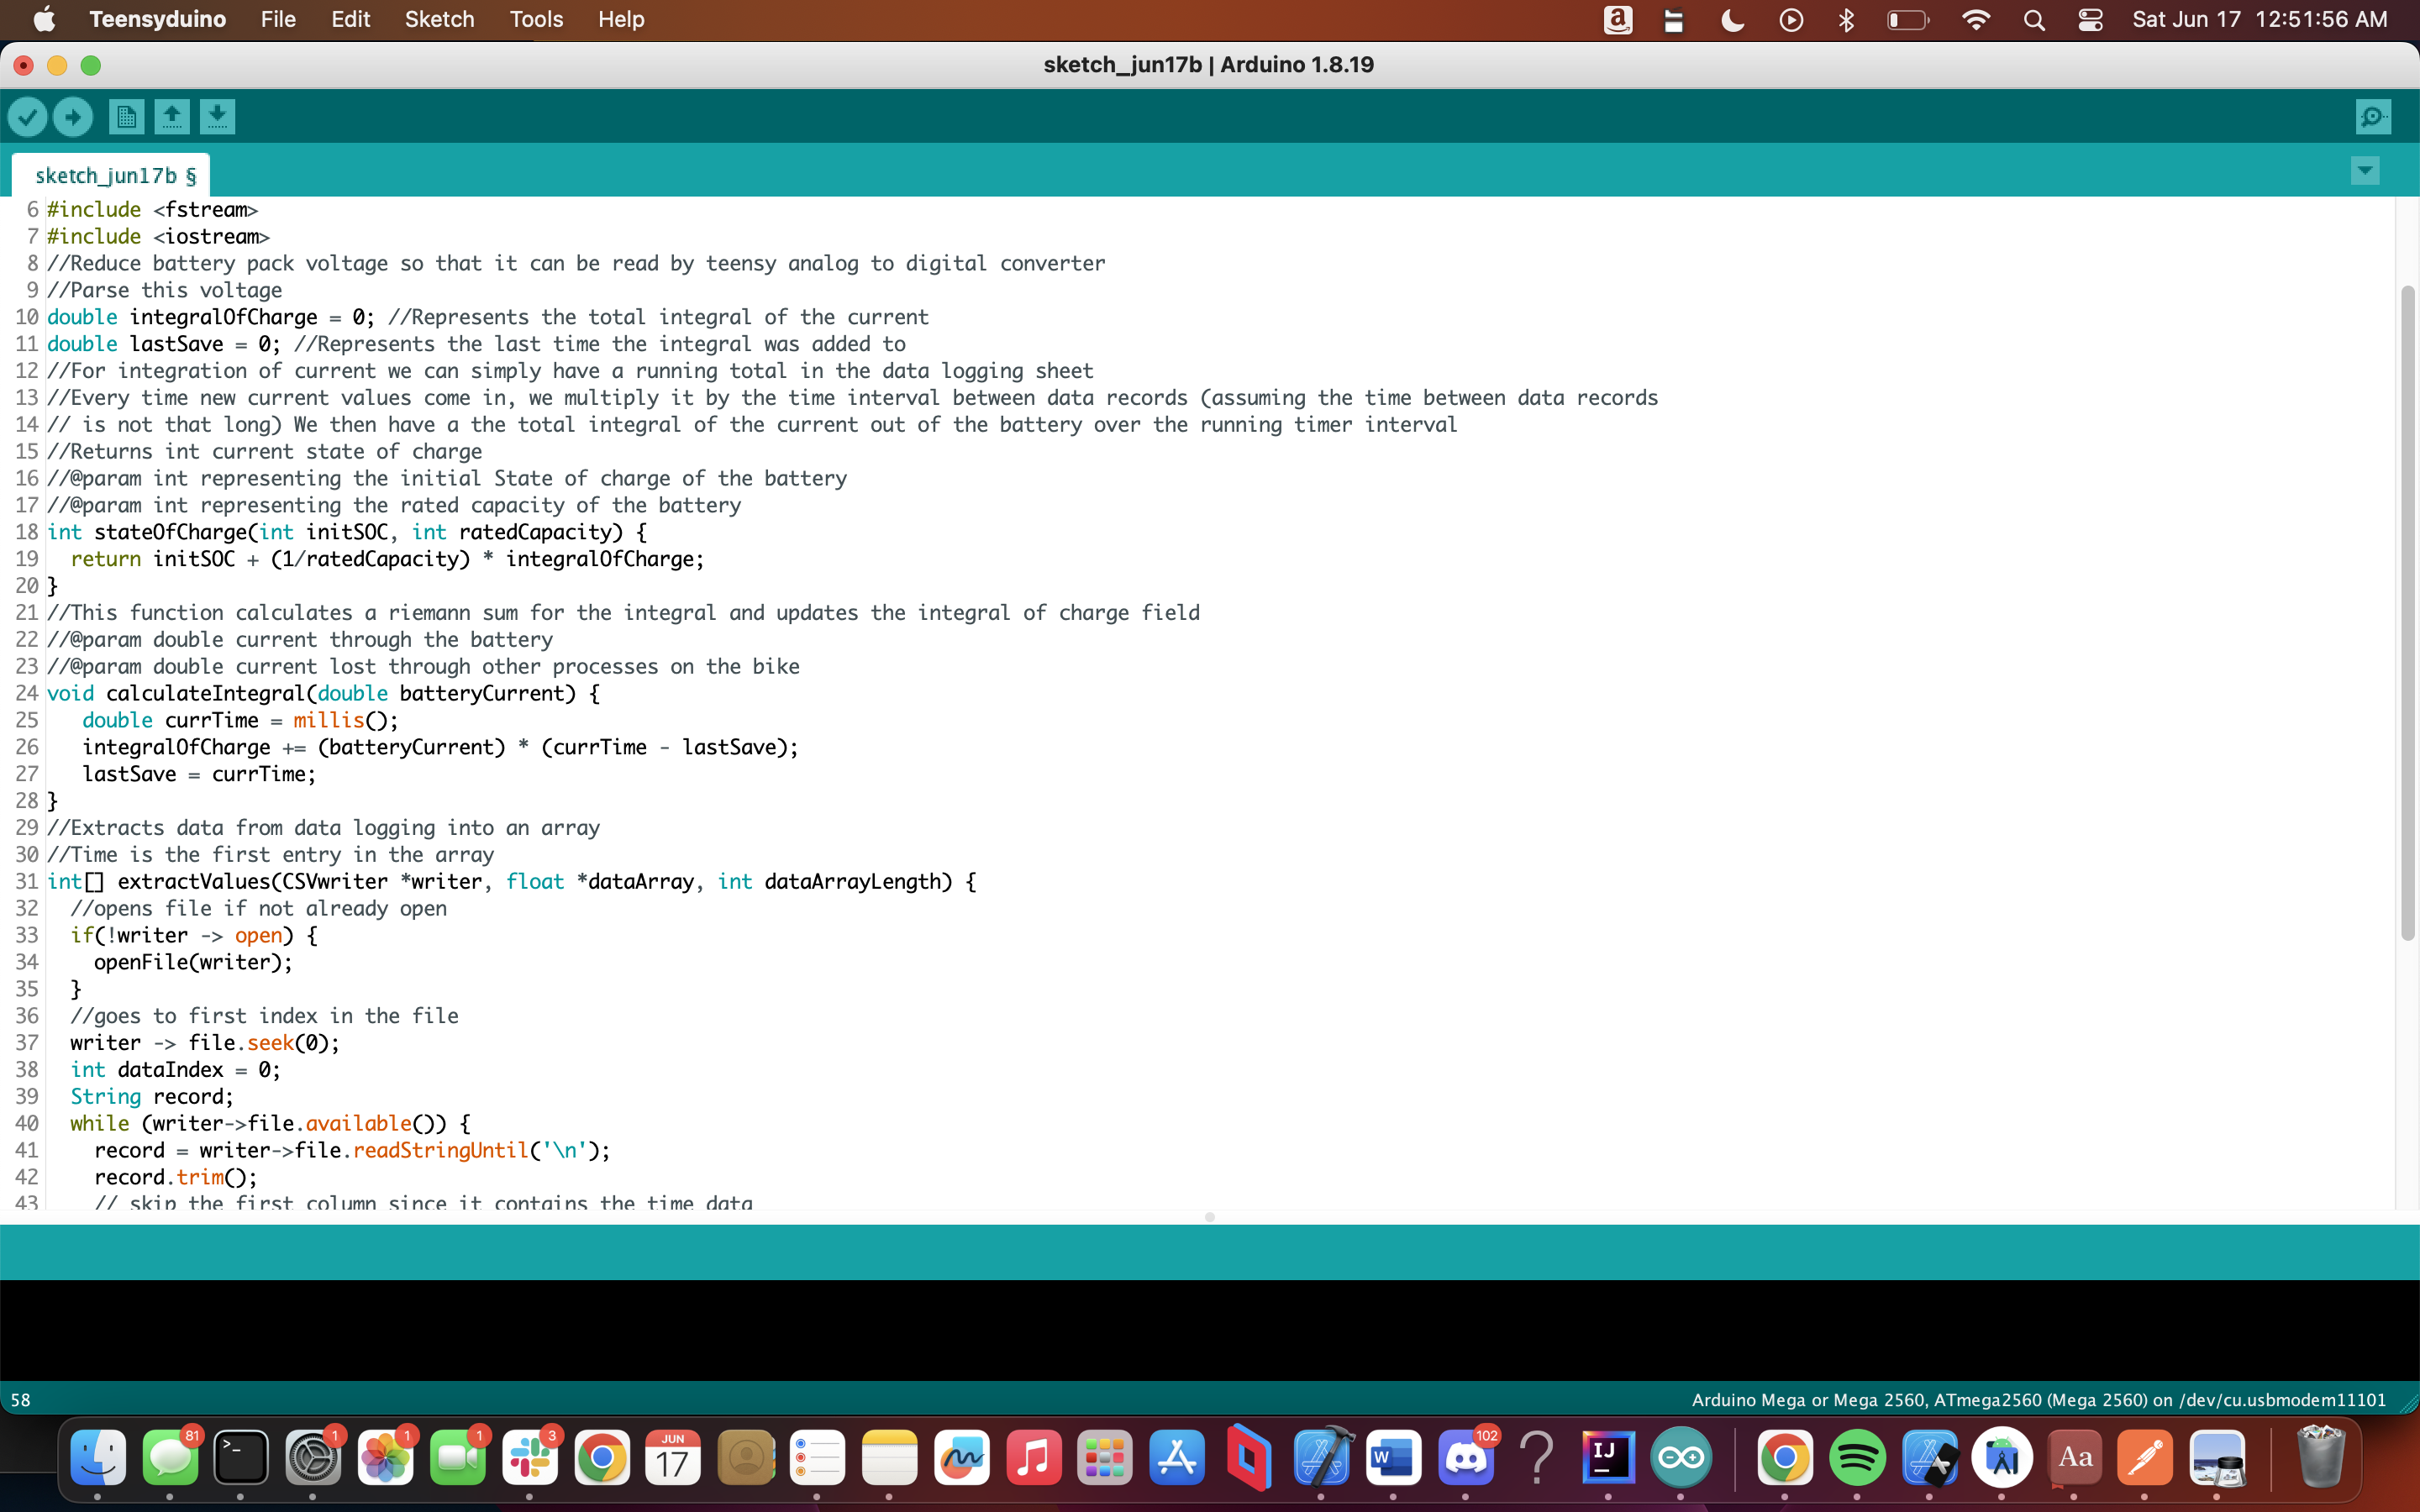 Teensyduino File Edit Sketch Tools Help Sat Jun 17 12:51:56 AM
sketch_jun17b | Arduino 1.8.19
sketch_jun17b §
6 #include <fstream>
7 #include <iostream>
8 //Reduce battery pack voltage so that it can be read by teensy analog to digital converter
9 //Parse this voltage
10 double integralOfCharge = 0; //Represents the total integral of the current
11 double lastSave = 0; //Represents the last time the integral was added to
12 //For integration of current we can simply have a running total in the data logging sheet
13 //Every time new current values come in, we multiply it by the time interval between data records (assuming the time between data records
14 // is not that long) We then have a the total integral of the current out of the battery over the running timer interval
15 //Returns int current state of charge
16 //@param int representing the initial State of charge of the battery
17 //@param int representing the rated capacity of the battery
18 int stateOfCharge(int initSOC, int ratedCapacity) {
19 return initSOC + (1/ratedCapacity) * integralOfCharge;
20 }
21 //This function calculates a riemann sum for the integral and updates the integral of charge field
22 //@param double current through the battery
23 //@param double current lost through other processes on the bike
24 void calculateIntegral(double batteryCurrent) {
25 double currTime = millis();
26 integralOfCharge += (batteryCurrent) * (currTime - lastSave);
27 lastSave = currTime;
28 }
29 //Extracts data from data logging into an array
30 //Time is the first entry in the array
31 int[] extractValues(CSVwriter *writer, float *dataArray, int dataArrayLength) {
32 //opens file if not already open
33 if(!writer -> open) {
34 openFile(writer);
35 }
36 //goes to first index in the file
37 writer -> file.seek(0);
38 int dataIndex = 0;
39 String record;
40 while (writer->file.available()) {
41 record = writer->file.readStringUntil('\n');
42 record.trim();
43 // skip the first column since it contains the time data
58 Arduino Mega or Mega 2560, ATmega2560 (Mega 2560) on /dev/cu.usbmodem11101
81 1 1 1 3 102
>_ JUN W IJ Aa
17